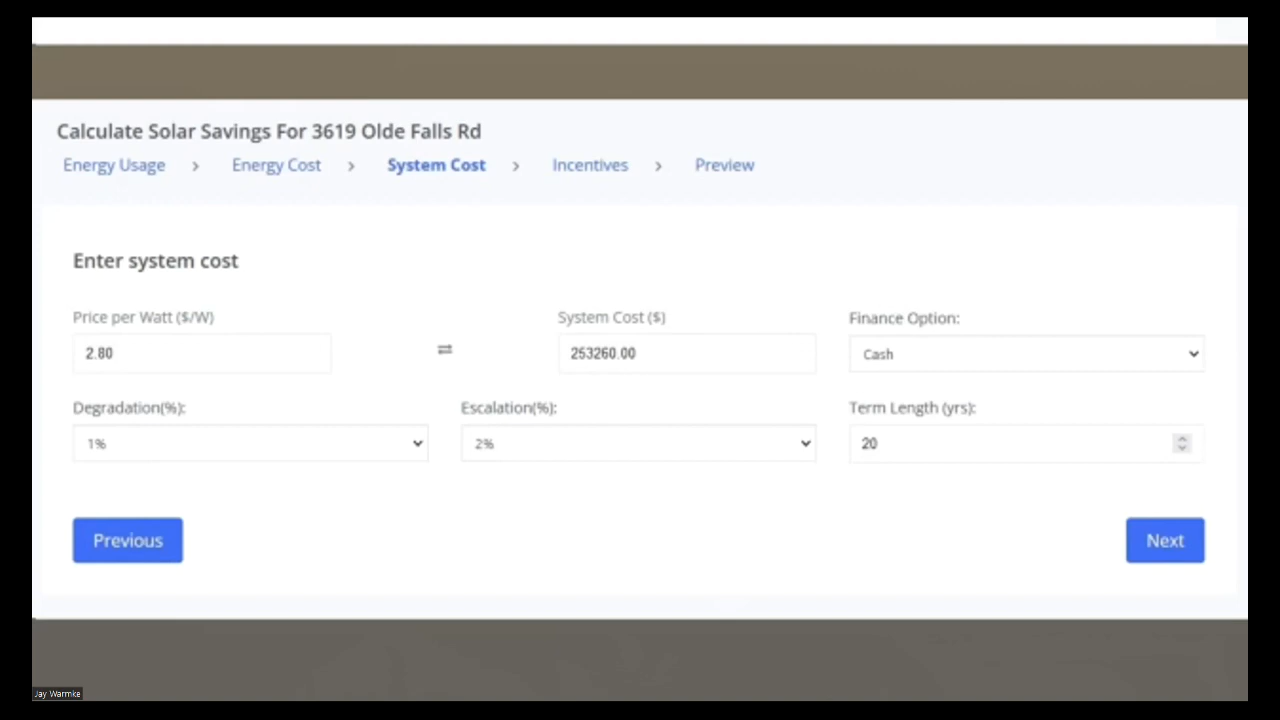 Calculate Solar Savings For 3619 Olde Falls Rd
Energy Usage > Energy Cost > System Cost > Incentives > Preview
Enter system cost
Price per Watt ($/W) System Cost ($) Finance Option:
2.80 ⇄ 253260.00 Cash
Degradation(%): Escalation(%): Term Length (yrs):
1% 2% 20
Previous Next
Jay Warmke